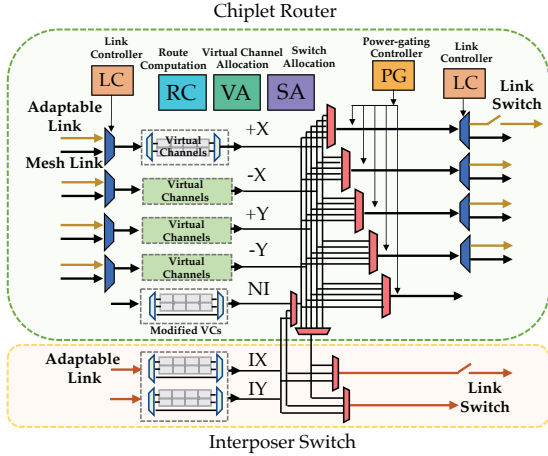 Chiplet Router
Link
Controller
Route
Computation
Virtual Channel
Allocation
Switch
Allocation
Power-gating
Controller
Link
Controller
LC
RC
VA
SA
PG
LC
Link
Switch
Adaptable
Link
Mesh Link
Virtual
Channels
+X
Virtual
Channels
-X
Virtual
Channels
+Y
Virtual
Channels
-Y
NI
Modified VCs
Adaptable
Link
IX
IY
Link
Switch
Interposer Switch